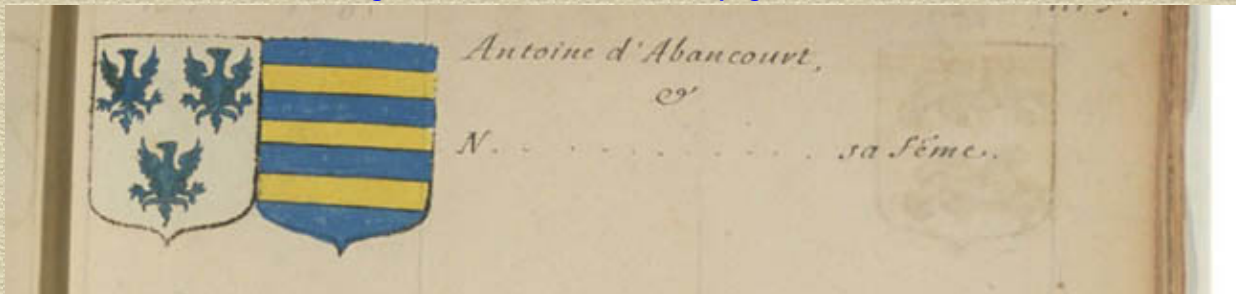 Antoine d'Abancourt,
&
N. . . . . . . . . . . . sa féme.